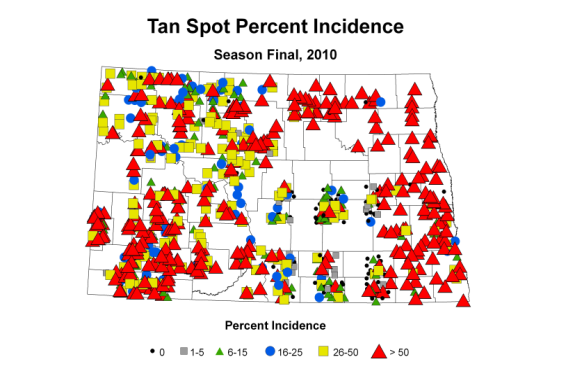 Tan Spot Percent Incidence
Season Final, 2010
Percent Incidence
0 1-5 6-15 16-25 26-50 > 50